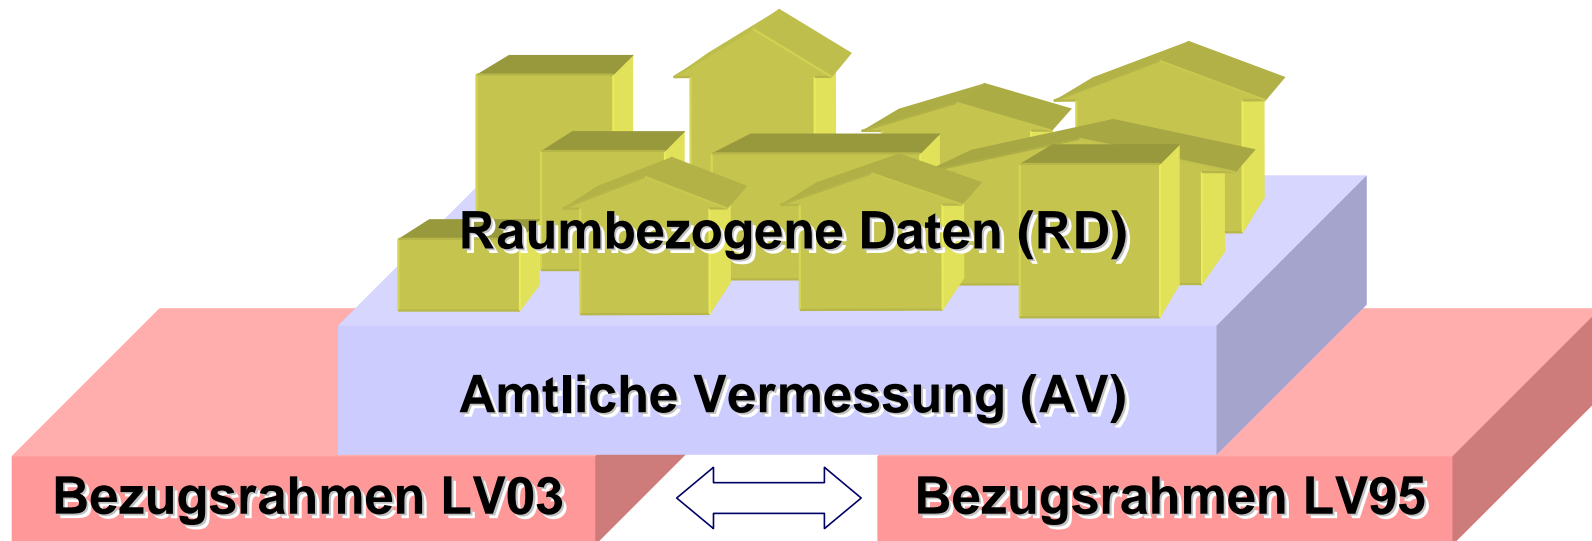 Raumbezogene Daten (RD)
Amtliche Vermessung (AV)
Bezugsrahmen LV03
Bezugsrahmen LV95